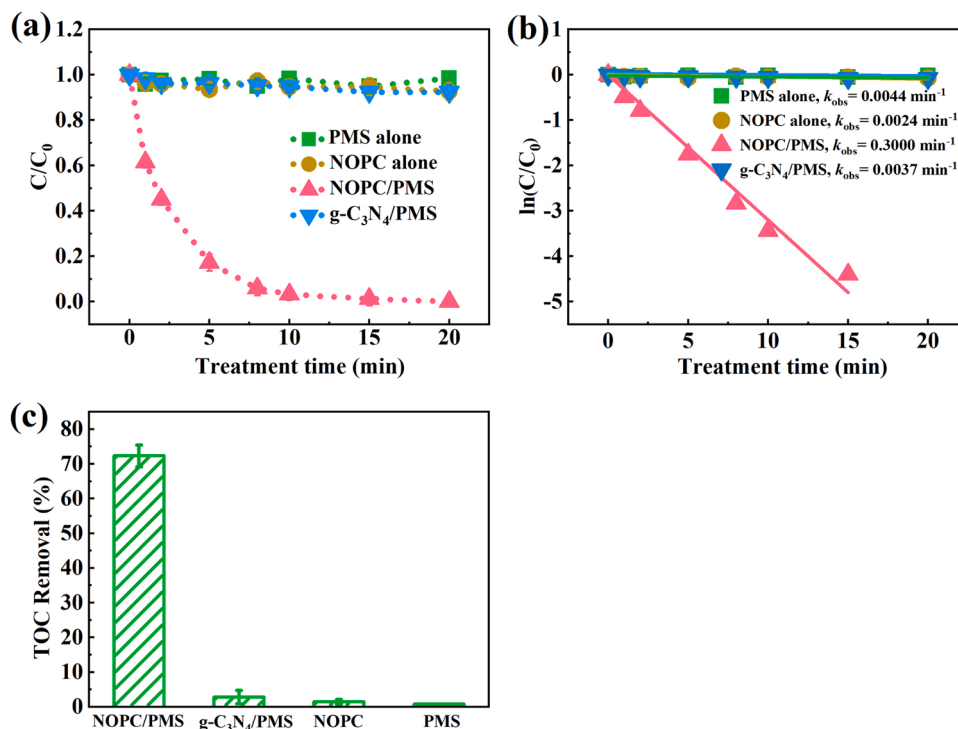 (a)
C/C0
1.2
1.0
0.8
0.6
0.4
0.2
0.0
PMS alone
NOPC alone
NOPC/PMS
g-C3N4/PMS
0 5 10 15 20
Treatment time (min)
(b)
ln(C/C0)
1
0
-1
-2
-3
-4
-5
PMS alone, kobs= 0.0044 min-1
NOPC alone, kobs= 0.0024 min-1
NOPC/PMS, kobs= 0.3000 min-1
g-C3N4/PMS, kobs= 0.0037 min-1
0 5 10 15 20
Treatment time (min)
(c)
TOC Removal (%)
80
70
60
50
40
30
20
10
0
NOPC/PMS g-C3N4/PMS NOPC PMS